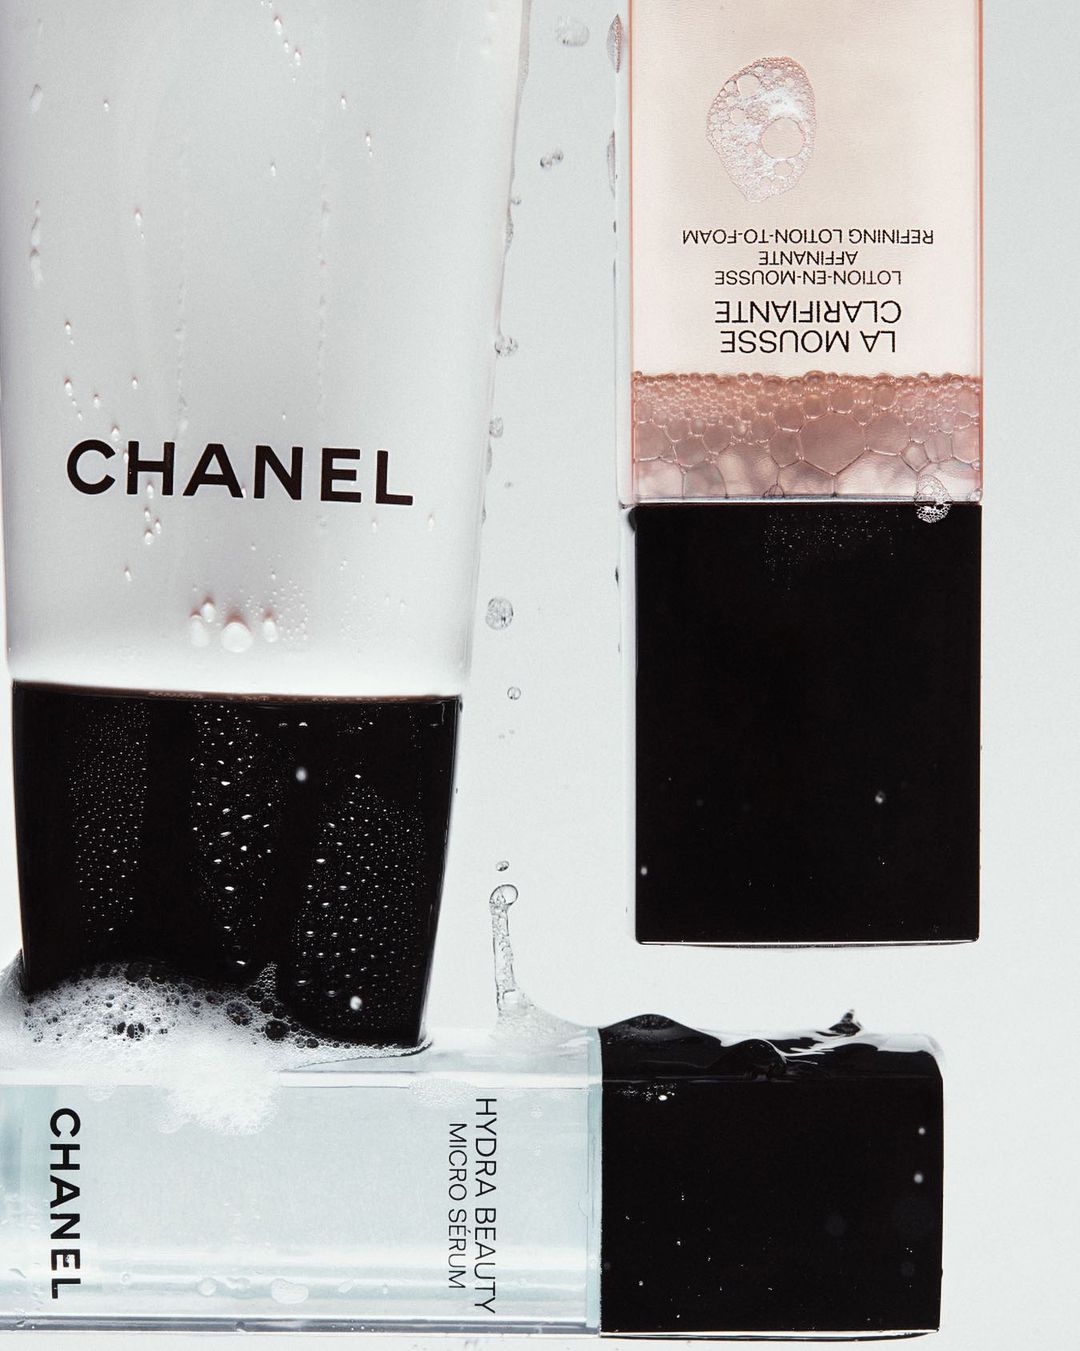 CHANEL
LA MOUSSE
CLARIFIANTE
LOTION-EN-MOUSSE
AFFINANTE
REFINING LOTION-TO-FOAM
CHANEL
HYDRA BEAUTY
MICRO SÉRUM